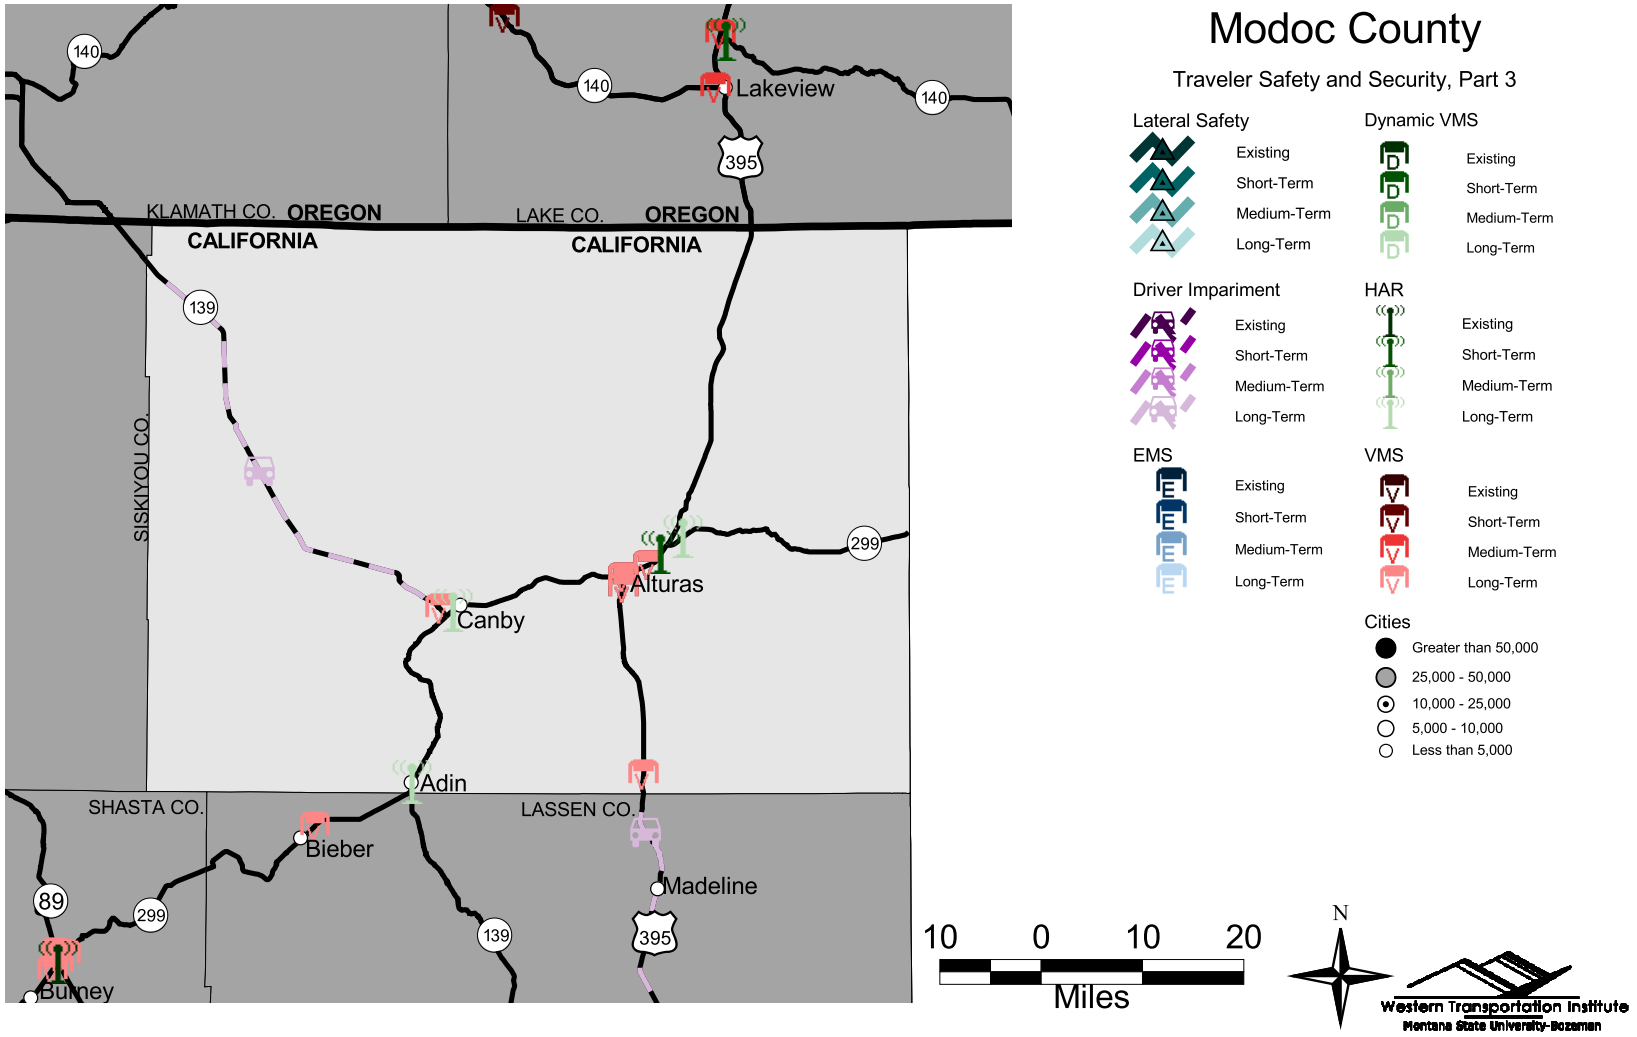 Modoc County
Traveler Safety and Security, Part 3
Lateral Safety
Existing
Short-Term
Medium-Term
Long-Term
Dynamic VMS
D Existing
D Short-Term
D Medium-Term
D Long-Term
Driver Impariment
Existing
Short-Term
Medium-Term
Long-Term
HAR
Existing
Short-Term
Medium-Term
Long-Term
EMS
E Existing
E Short-Term
E Medium-Term
E Long-Term
VMS
V Existing
V Short-Term
V Medium-Term
V Long-Term
Cities
Greater than 50,000
25,000 - 50,000
10,000 - 25,000
5,000 - 10,000
Less than 5,000
140
140
Lakeview
140
395
KLAMATH CO. OREGON
LAKE CO. OREGON
CALIFORNIA
CALIFORNIA
139
SISKIYOU CO.
299
Alturas
Canby
Adin
SHASTA CO.
LASSEN CO.
Bieber
Madeline
89
299
139
395
Burney
10 0 10 20
Miles
N
Western Transportation Institute
Montana State University-Bozeman